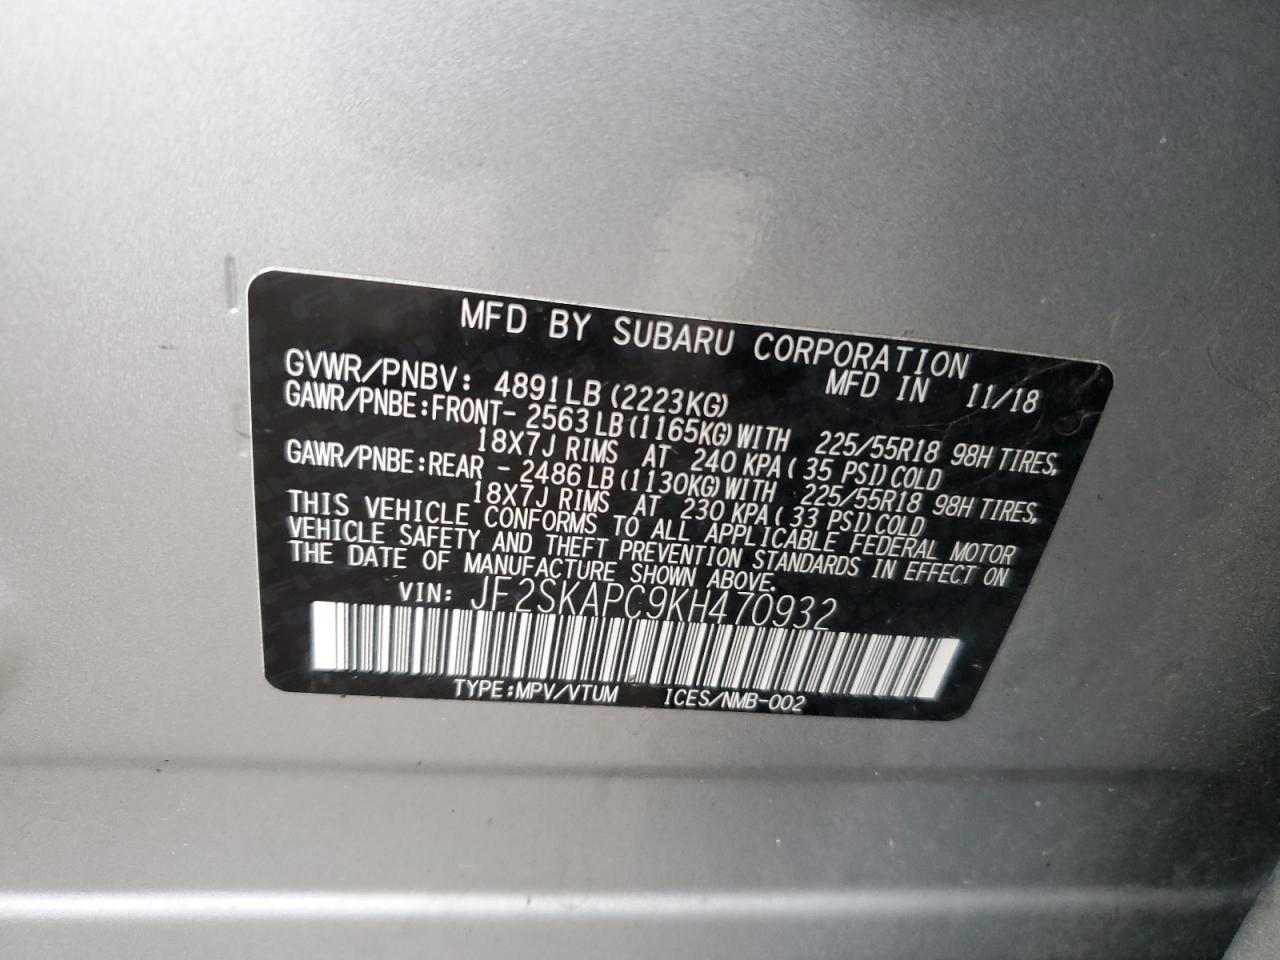 MFD BY SUBARU CORPORATION
MFD IN 11/18
GVWR/PNBV: 4891LB (2223KG)
GAWR/PNBE:FRONT- 2563LB(1165KG)WITH 225/55R18 98H TIRES,
18X7J RIMS AT 240 KPA( 35 PSI)COLD
GAWR/PNBE:REAR - 2486LB(1130KG)WITH 225/55R18 98H TIRES,
18X7J RIMS AT 230 KPA( 33 PSI)COLD
THIS VEHICLE CONFORMS TO ALL APPLICABLE FEDERAL MOTOR
VEHICLE SAFETY AND THEFT PREVENTION STANDARDS IN EFFECT ON
THE DATE OF MANUFACTURE SHOWN ABOVE.
VIN: JF2SKAPC9KH470932
TYPE:MPV/VTUM ICES/NMB-002